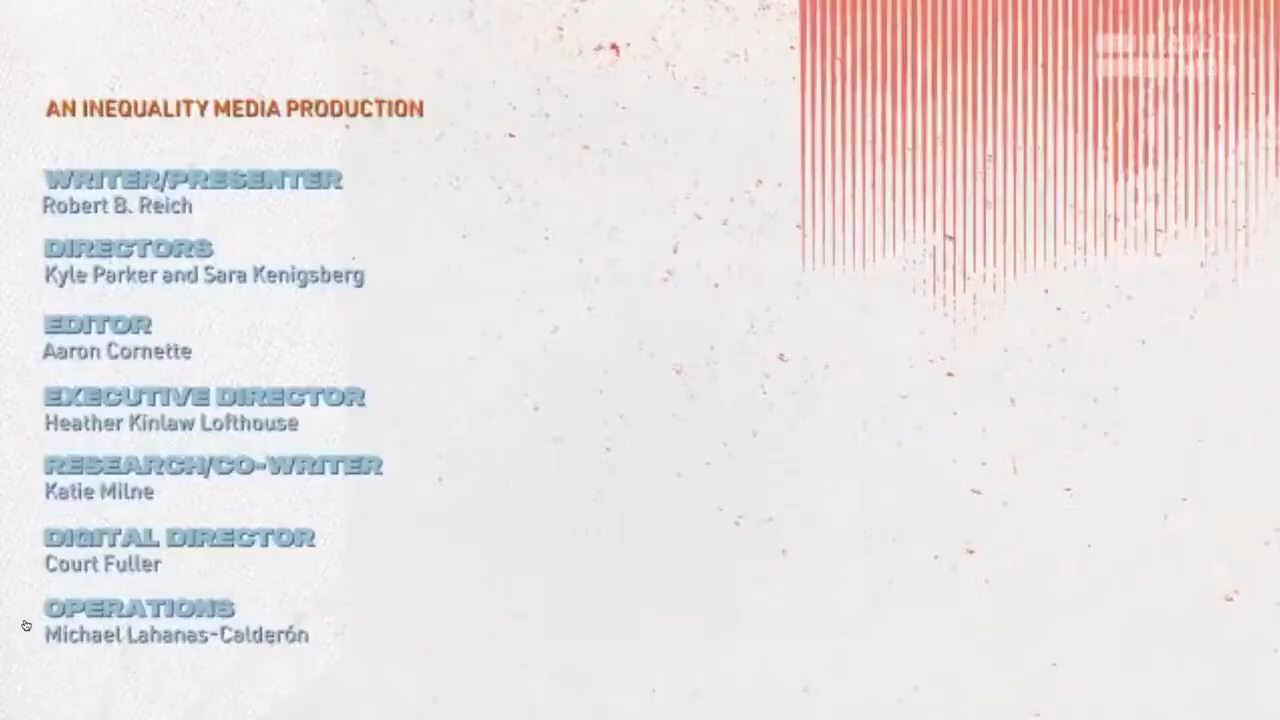 AN INEQUALITY MEDIA PRODUCTION
WRITER/PRESENTER
Robert B. Reich
DIRECTORS
Kyle Parker and Sara Kenigsberg
EDITOR
Aaron Cornette
EXECUTIVE DIRECTOR
Heather Kinlaw Lofthouse
RESEARCH/CO-WRITER
Katie Milne
DIGITAL DIRECTOR
Court Fuller
OPERATIONS
Michael Lahanas-Calderón